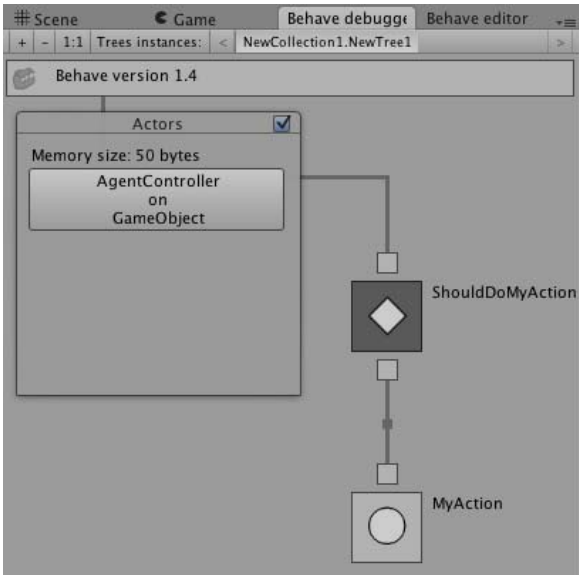 Scene
Game
Behave debugge
Behave editor
+ - 1:1 Trees instances: < NewCollection1.NewTree1 >
Behave version 1.4
Actors
Memory size: 50 bytes
AgentController
on
GameObject
ShouldDoMyAction
MyAction